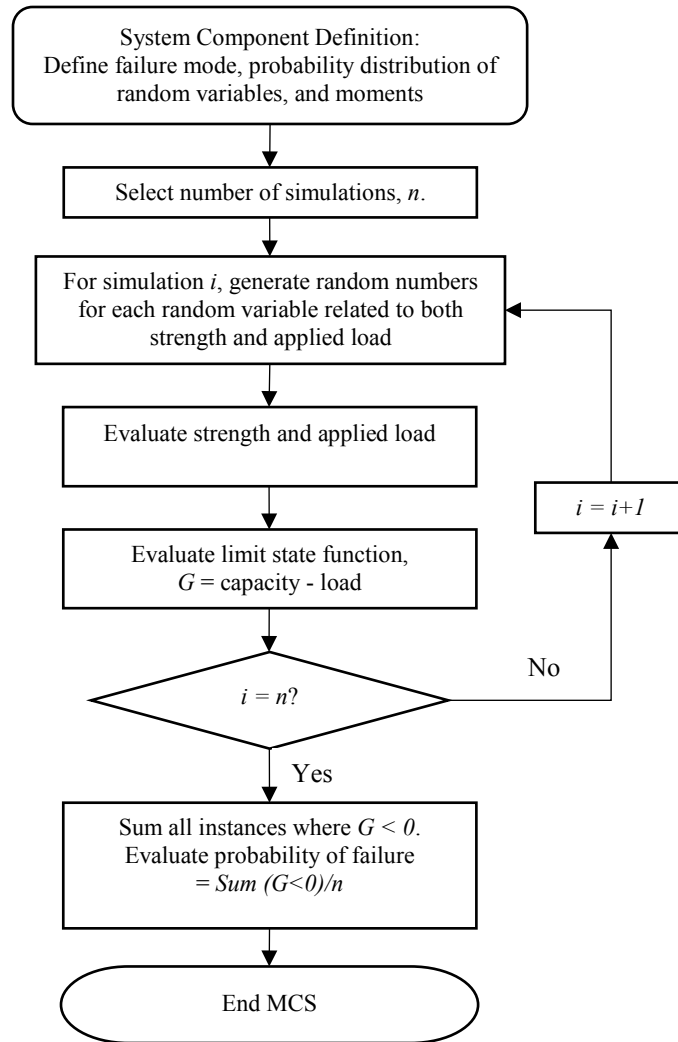 System Component Definition:
Define failure mode, probability distribution of
random variables, and moments
Select number of simulations, n.
For simulation i, generate random numbers
for each random variable related to both
strength and applied load
Evaluate strength and applied load
i = i+1
Evaluate limit state function,
G = capacity - load
No
i = n?
Yes
Sum all instances where G < 0.
Evaluate probability of failure
= Sum (G<0)/n
End MCS